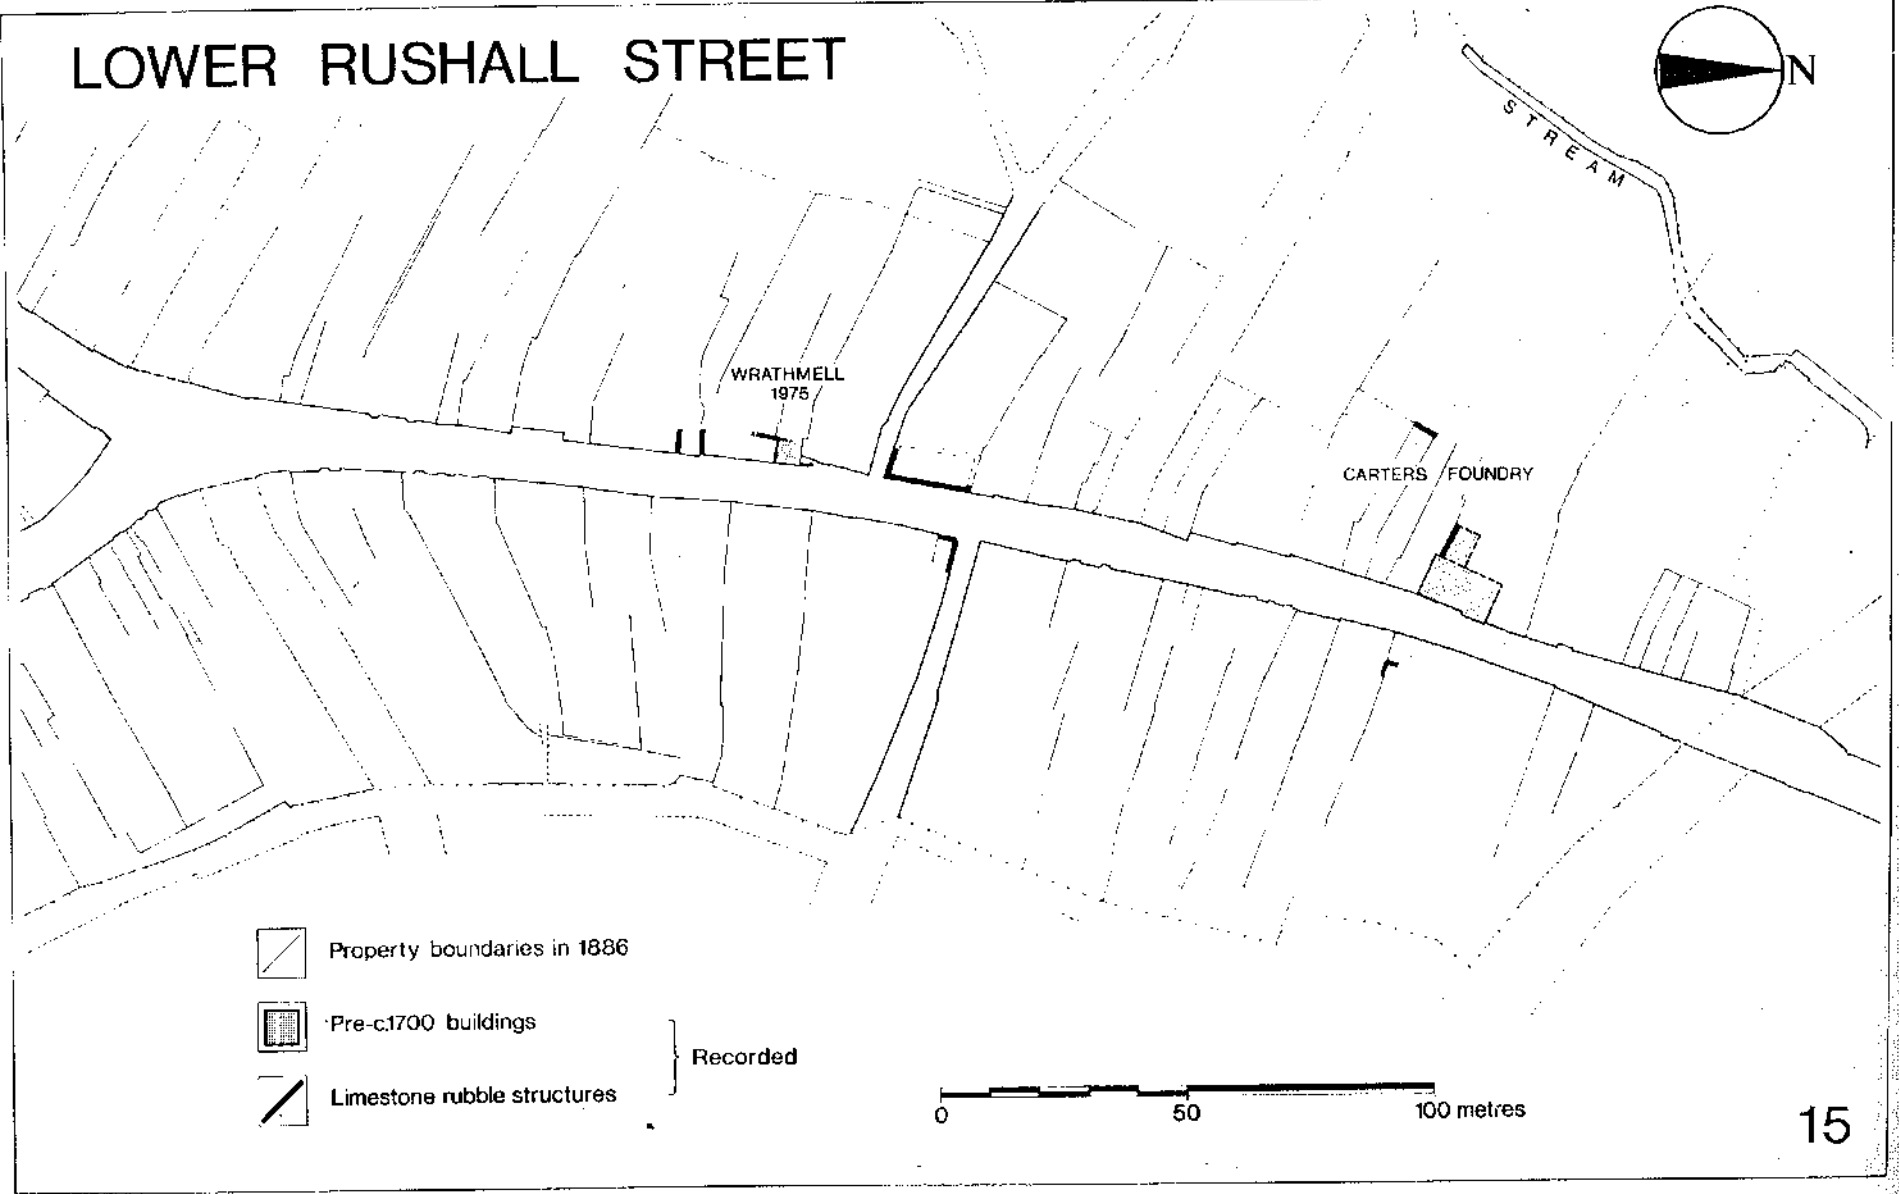 LOWER RUSHALL STREET
N
STREAM
WRATHMELL
1975
CARTERS FOUNDRY
Property boundaries in 1886
Pre-c.1700 buildings
Recorded
Limestone rubble structures
0 50 100 metres
15